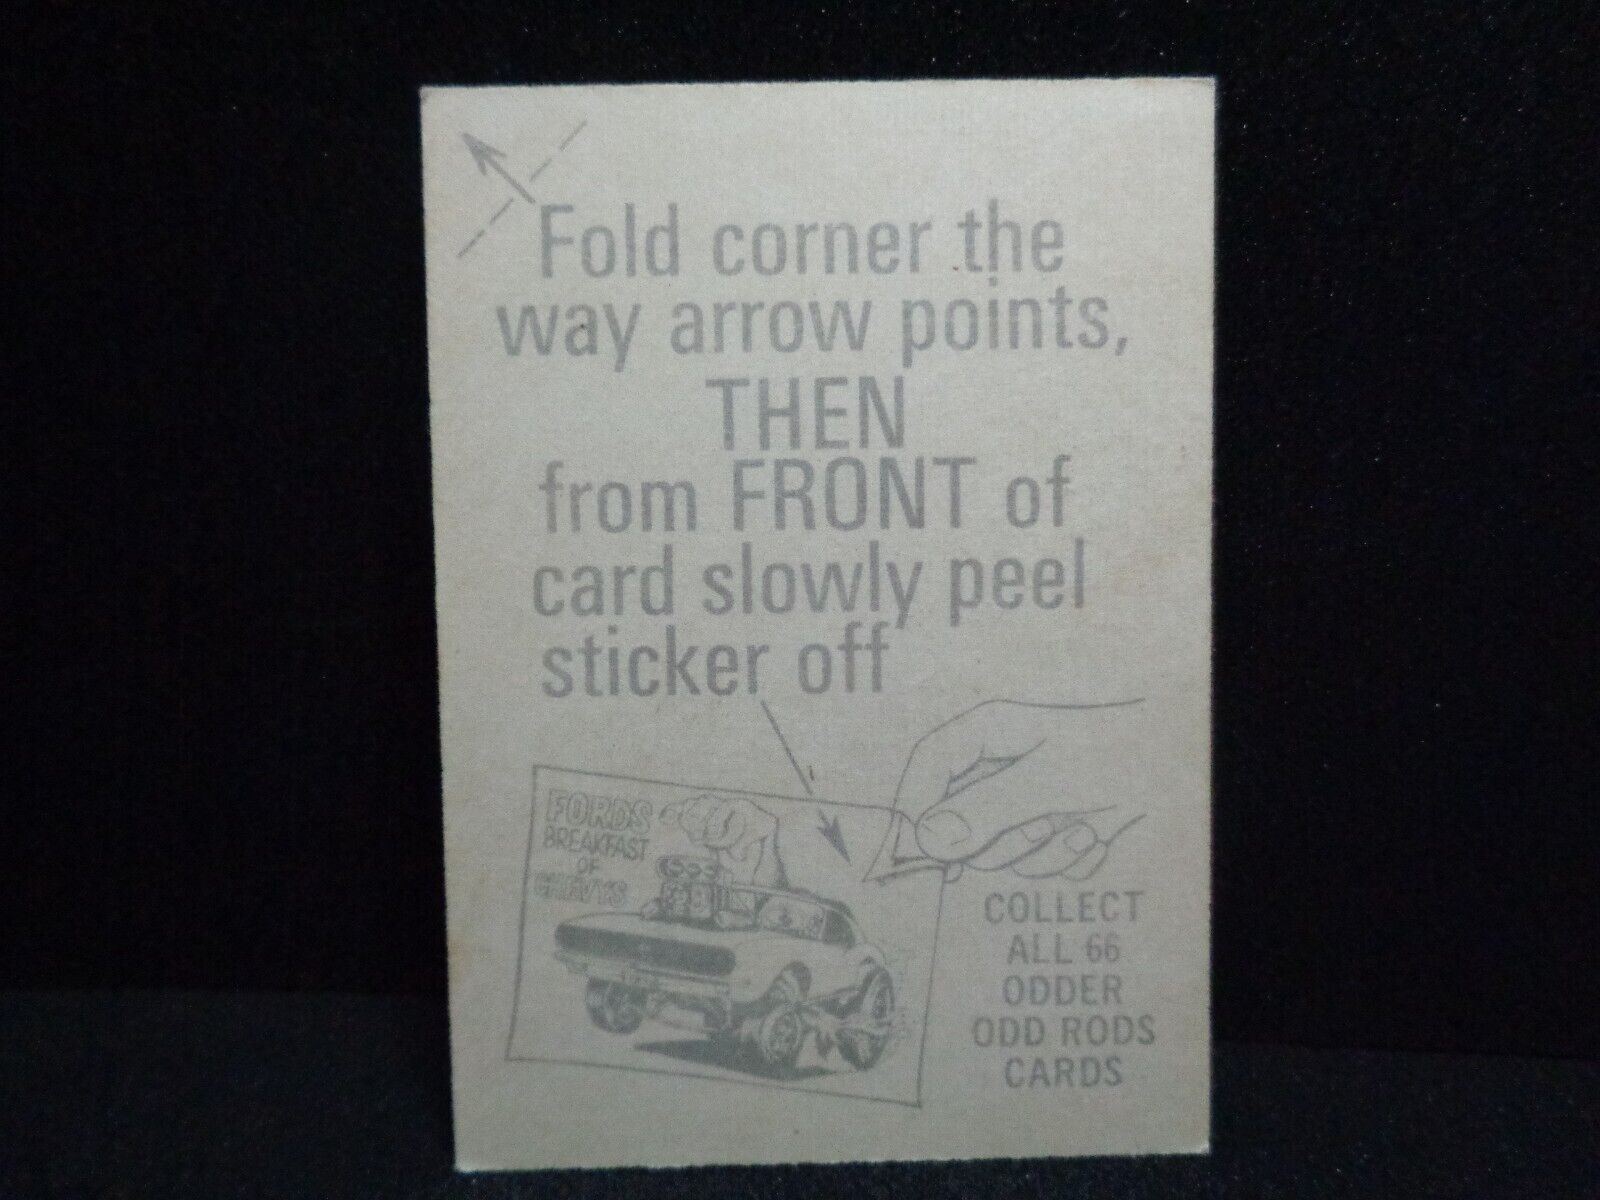 Fold corner the
way arrow points,
THEN
from FRONT of
card slowly peel
sticker off
FORDS
BREAKFAST
OF
CHEVYS
COLLECT
ALL 66
ODDER
ODD RODS
CARDS